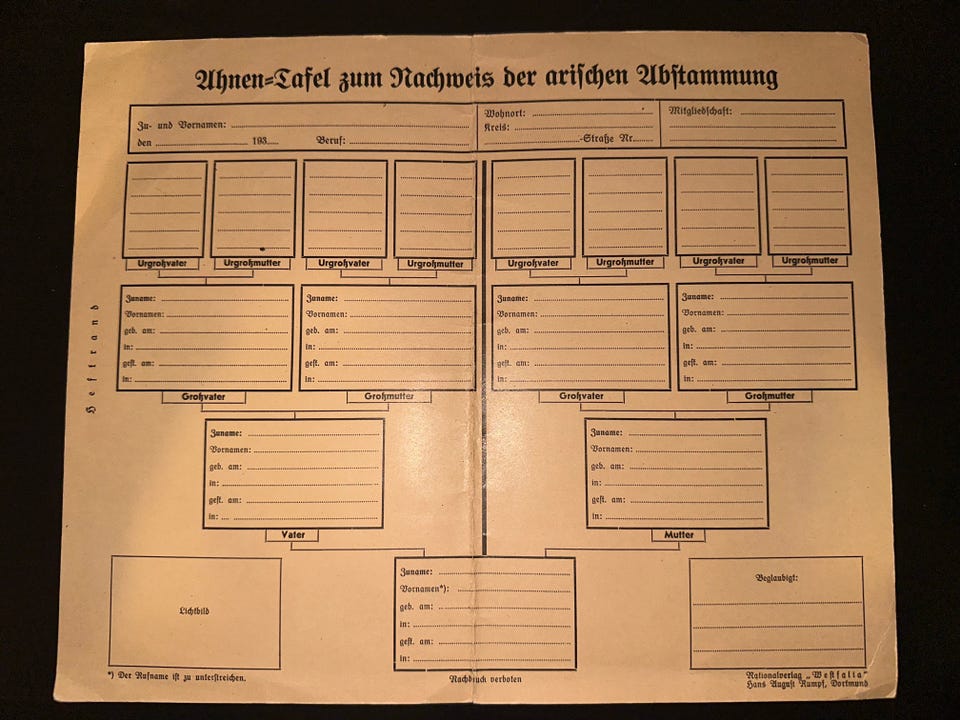 Ahnen=Tafel zum Nachweis der arischen Abstammung
Zu- und Vornamen:
den 193 Beruf:
Wohnort:
Kreis:
-Straße Nr.
Mitgliedschaft:
Urgroßvater Urgroßmutter Urgroßvater Urgroßmutter Urgroßvater Urgroßmutter Urgroßvater Urgroßmutter
Heftrand
Zuname:
Vornamen:
geb. am:
in:
gest. am:
in:
Großvater
Zuname:
Vornamen:
geb. am:
in:
gest. am:
in:
Großmutter
Zuname:
Vornamen:
geb. am:
in:
gest. am:
in:
Großvater
Zuname:
Vornamen:
geb. am:
in:
gest. am:
in:
Großmutter
Zuname:
Vornamen:
geb. am:
in:
gest. am:
in:
Vater
Zuname:
Vornamen:
geb. am:
in:
gest. am:
in:
Mutter
Lichtbild
Zuname:
Vornamen*):
geb. am:
in:
gest. am:
in:
Beglaubigt:
*) Der Rufname ist zu unterstreichen.
Nachdruck verboten
Nationalverlag „Westfalia"
Hans August Rumpf, Dortmund